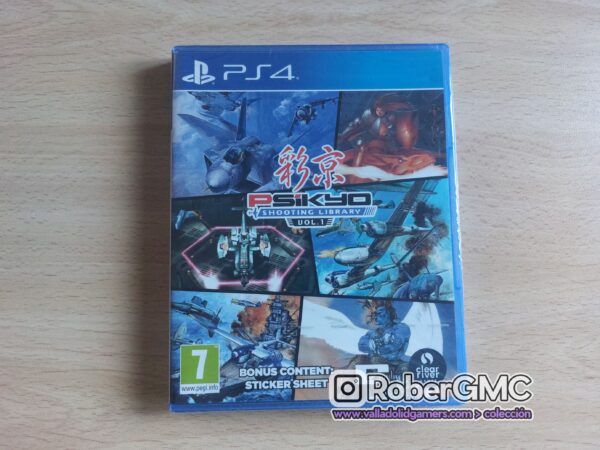 PS4
彩京
PSIKYO
SHOOTING LIBRARY
VOL.1
7
www.pegi.info
BONUS CONTENT:
STICKER SHEET
clear
river
RoberGMC
www.valladolidgamers.com > colección